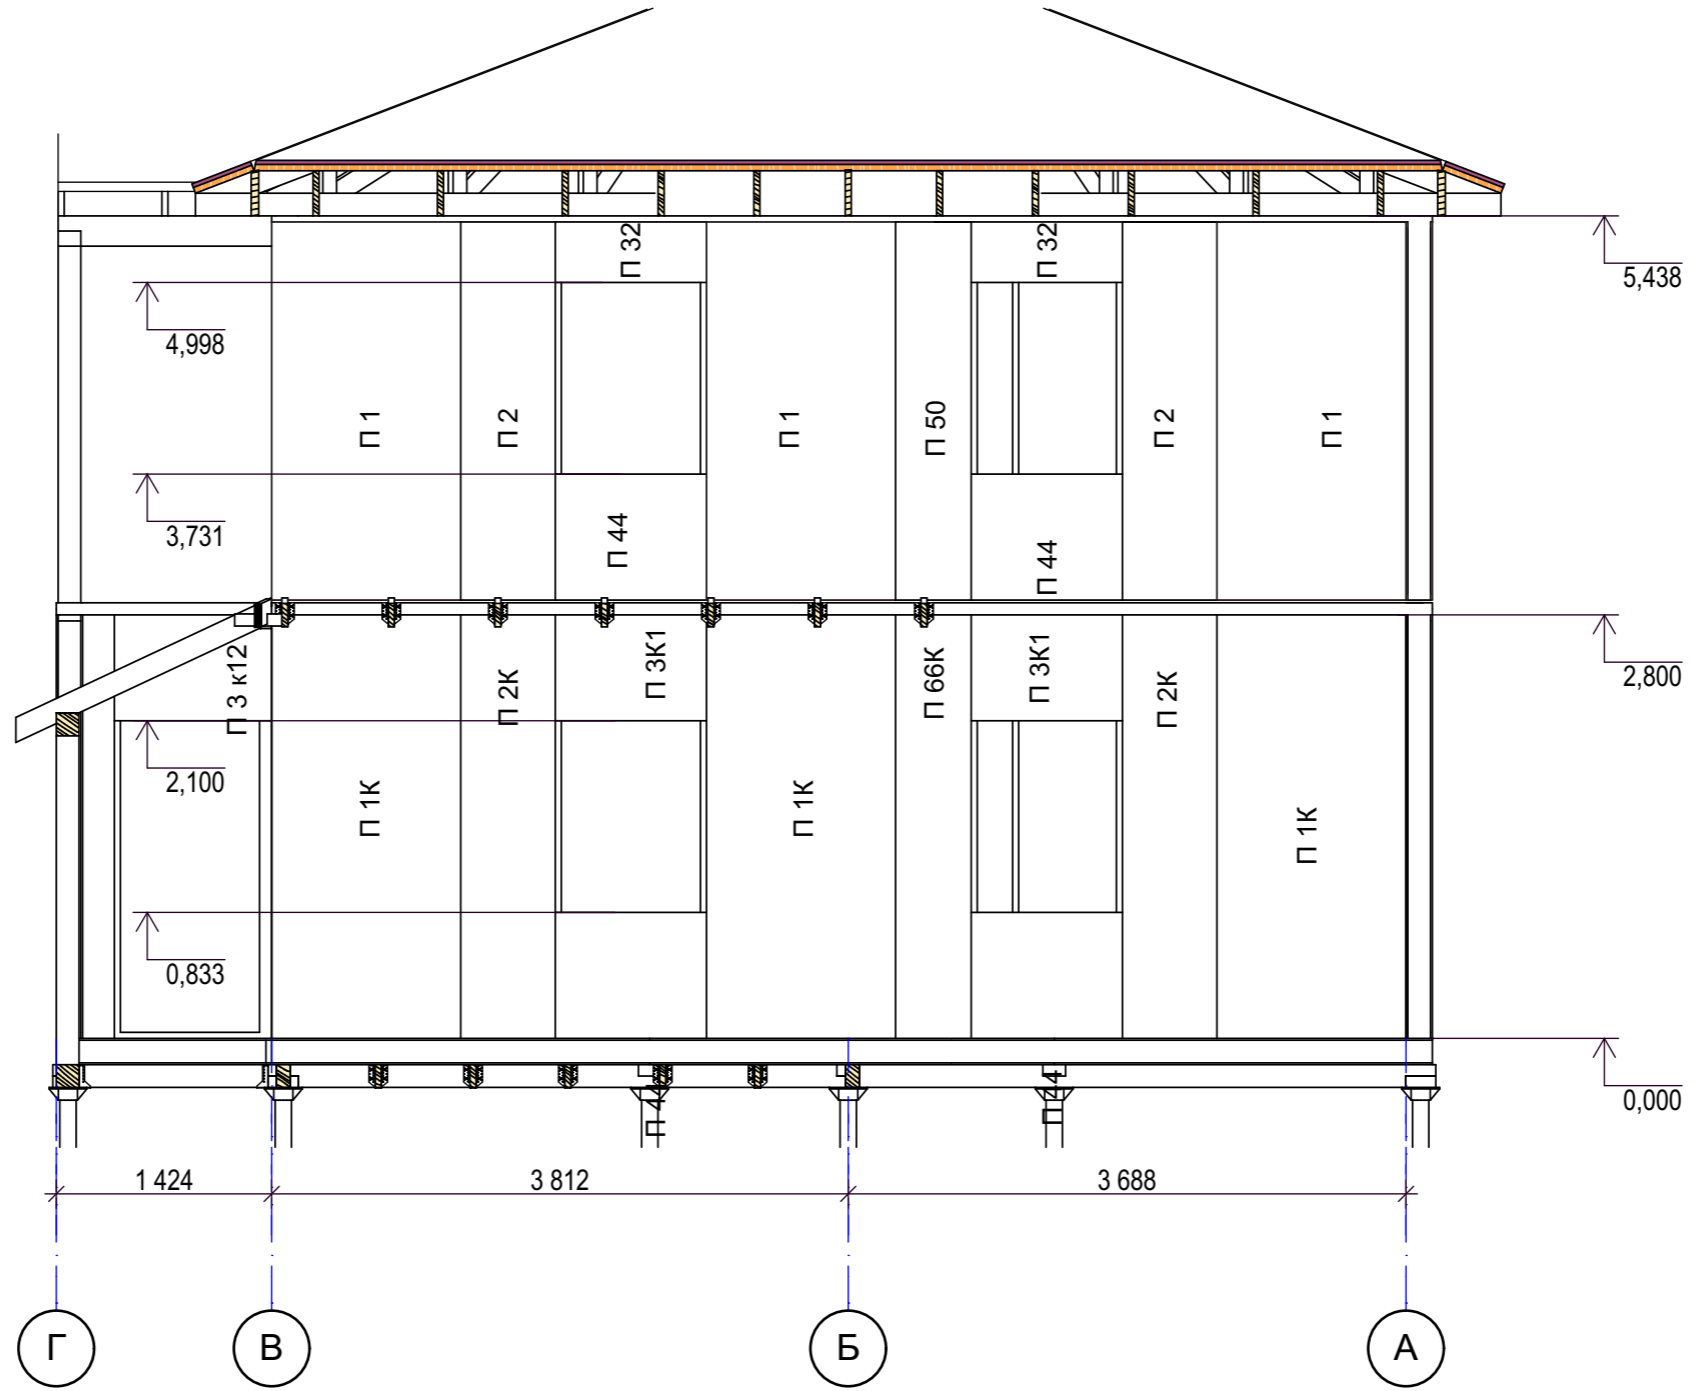 П 32
П 32
5,438
4,998
П 1
П 2
П 1
П 50
П 2
П 1
3,731
П 44
П 44
П 3 к12
П 2К
П 3К1
П 66К
П 3К1
П 2К
2,800
2,100
П 1К
П 1К
П 1К
0,833
П 44
П 44
0,000
1 424
3 812
3 688
Г
В
Б
А